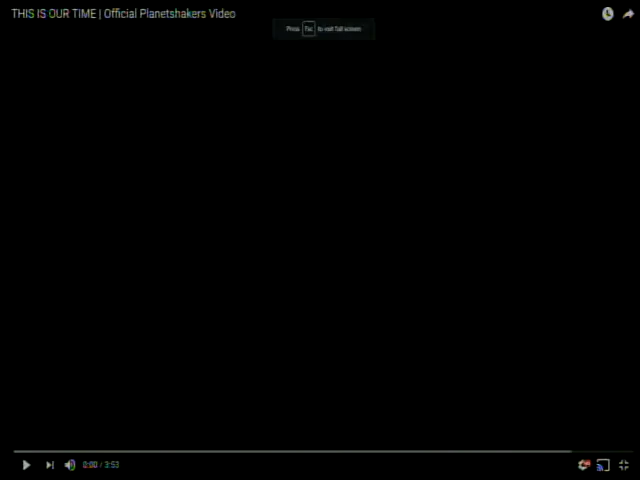 THIS IS OUR TIME | Official Planetshakers Video
Press Esc to exit full screen
0:00 / 3:53